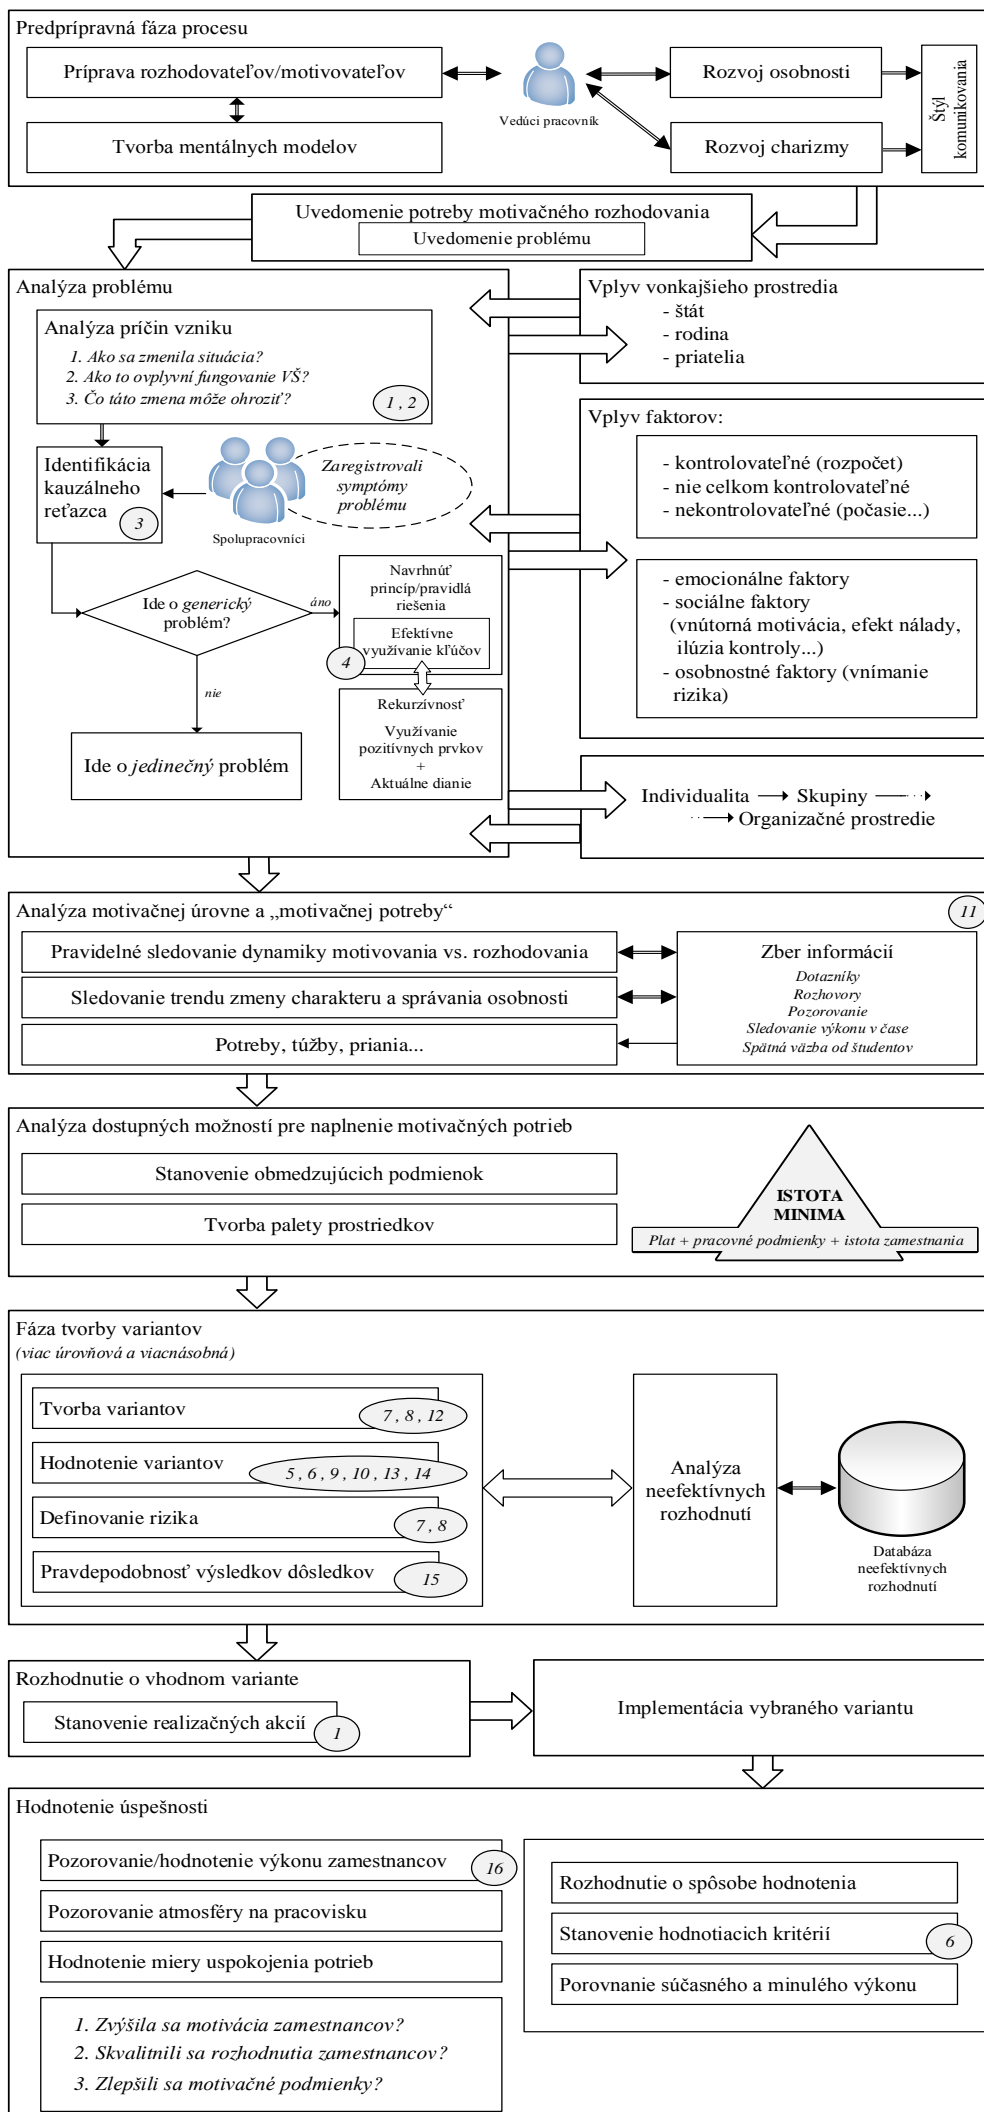 Predprípravná fáza procesu
Príprava rozhodovateľov/motivovateľov
Tvorba mentálnych modelov
Vedúci pracovník
Rozvoj osobnosti
Rozvoj charizmy
Štýl
komunikovania
Uvedomenie potreby motivačného rozhodovania
Uvedomenie problému
Analýza problému
Analýza príčin vzniku
1. Ako sa zmenila situácia?
2. Ako to ovplyvní fungovanie VŠ?
3. Čo táto zmena môže ohroziť?
1 , 2
Identifikácia
kauzálneho
reťazca
3
Spolupracovníci
Zaregistrovali
symptómy
problému
Ide o generický
problém?
áno
nie
Navrhnúť
princíp/pravidlá
riešenia
Efektívne
využívanie kľúčov
4
Rekurzívnosť
Využívanie
pozitívnych prvkov
+
Aktuálne dianie
Ide o jedinečný problém
Vplyv vonkajšieho prostredia
- štát
- rodina
- priatelia
Vplyv faktorov:
- kontrolovateľné (rozpočet)
- nie celkom kontrolovateľné
- nekontrolovateľné (počasie...)
- emocionálne faktory
- sociálne faktory
(vnútorná motivácia, efekt nálady,
ilúzia kontroly...)
- osobnostné faktory (vnímanie
rizika)
Individualita
Skupiny
Organizačné prostredie
Analýza motivačnej úrovne a „motivačnej potreby“
11
Pravidelné sledovanie dynamiky motivovania vs. rozhodovania
Sledovanie trendu zmeny charakteru a správania osobnosti
Potreby, túžby, priania...
Zber informácií
Dotazníky
Rozhovory
Pozorovanie
Sledovanie výkonu v čase
Spätná väzba od študentov
Analýza dostupných možností pre naplnenie motivačných potrieb
Stanovenie obmedzujúcich podmienok
Tvorba palety prostriedkov
ISTOTA
MINIMA
Plat + pracovné podmienky + istota zamestnania
Fáza tvorby variantov
(viac úrovňová a viacnásobná)
Tvorba variantov
7 , 8 , 12
Hodnotenie variantov
5 , 6 , 9 , 10 , 13 , 14
Definovanie rizika
7 , 8
Pravdepodobnosť výsledkov dôsledkov
15
Analýza
neefektívnych
rozhodnutí
Databáza
neefektívnych
rozhodnutí
Rozhodnutie o vhodnom variante
Stanovenie realizačných akcií
1
Implementácia vybraného variantu
Hodnotenie úspešnosti
Pozorovanie/hodnotenie výkonu zamestnancov
16
Pozorovanie atmosféry na pracovisku
Hodnotenie miery uspokojenia potrieb
1. Zvýšila sa motivácia zamestnancov?
2. Skvalitnili sa rozhodnutia zamestnancov?
3. Zlepšili sa motivačné podmienky?
Rozhodnutie o spôsobe hodnotenia
Stanovenie hodnotiacich kritérií
6
Porovnanie súčasného a minulého výkonu